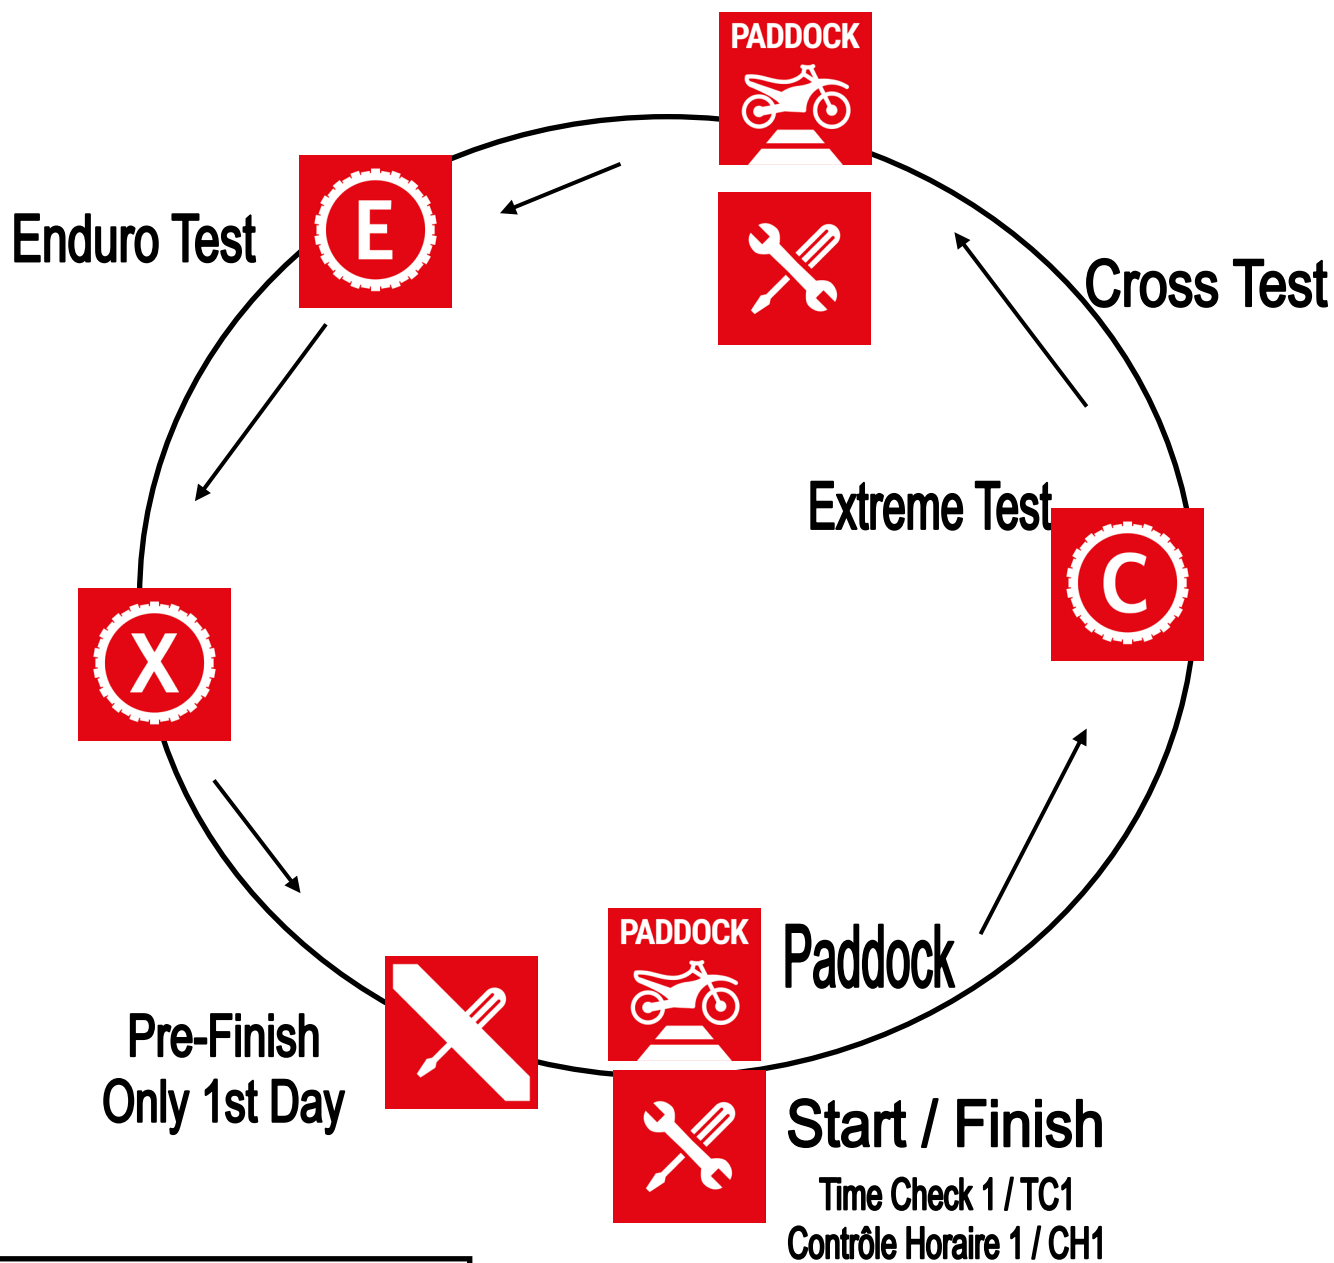 PADDOCK
E
Enduro Test
Cross Test
Extreme Test
C
X
PADDOCK
Paddock
Pre-Finish
Only 1st Day
Start / Finish
Time Check 1 / TC1
Contrôle Horaire 1 / CH1